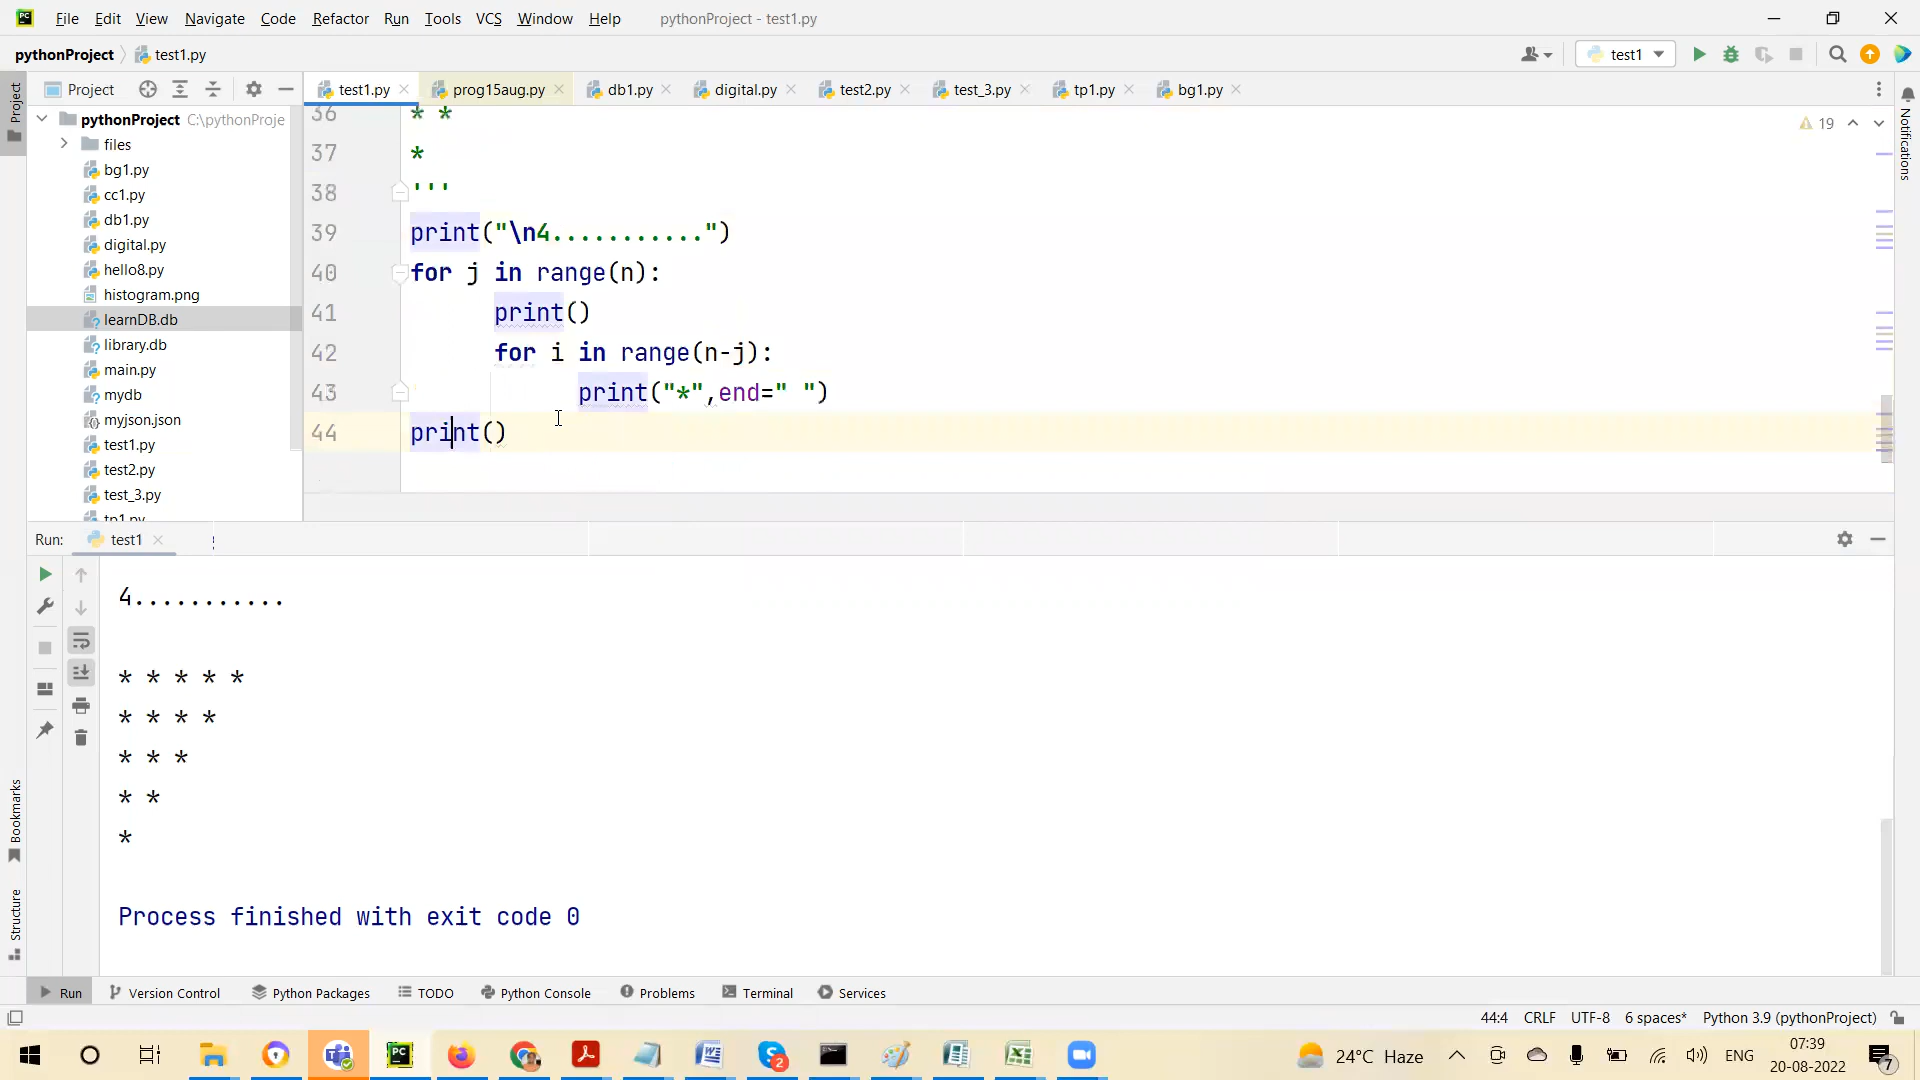 File Edit View Navigate Code Refactor Run Tools VCS Window Help pythonProject - test1.py
pythonProject test1.py test1
Project test1.py prog15aug.py db1.py digital.py test2.py test_3.py tp1.py bg1.py
Project
pythonProject C:\pythonProje
files
bg1.py
cc1.py
db1.py
digital.py
hello8.py
histogram.png
learnDB.db
library.db
main.py
mydb
myjson.json
test1.py
test2.py
test_3.py
tp1.py
19
Notifications
36 * *
37 *
38 '''
39 print("\n4...........")
40 for j in range(n):
41 print()
42 for i in range(n-j):
43 print("*",end=" ")
44 print()
Run: test1
4...........
* * * * *
* * * *
* * *
* *
*
Process finished with exit code 0
Bookmarks
Structure
Run Version Control Python Packages TODO Python Console Problems Terminal Services
44:4 CRLF UTF-8 6 spaces* Python 3.9 (pythonProject)
2
24°C Haze ENG 07:39
20-08-2022
7